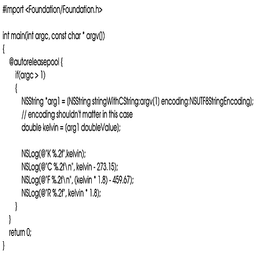 #import <Foundation/Foundation.h>
int main(int argc, const char * argv[])
{
@autoreleasepool {
if(argc > 1)
{
NSString *arg1 = [NSString stringWithCString:argv[1] encoding:NSUTF8StringEncoding];
// encoding shouldn't matter in this case
double kelvin = [arg1 doubleValue];
NSLog(@"K %.2f",kelvin);
NSLog(@"C %.2f\n", kelvin - 273.15);
NSLog(@"F %.2f\n", (kelvin * 1.8) - 459.67);
NSLog(@"R %.2f", kelvin * 1.8);
}
}
return 0;
}